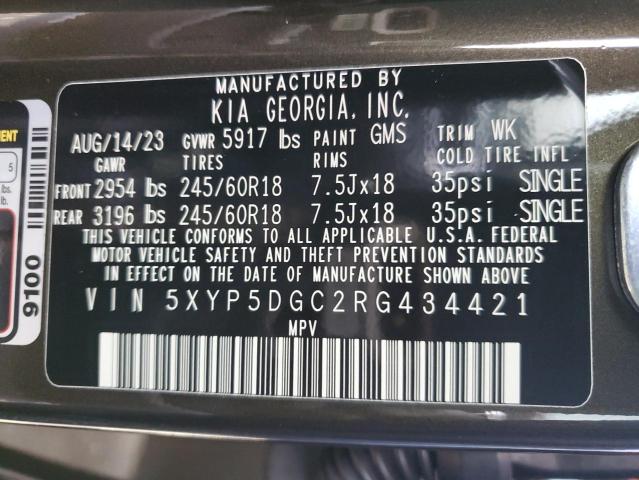 MANUFACTURED BY
KIA GEORGIA, INC.
AUG/14/23 GVWR 5917 lbs PAINT GMS TRIM WK
GAWR TIRES RIMS COLD TIRE INFL
FRONT 2954 lbs 245/60R18 7.5Jx18 35psi SINGLE
REAR 3196 lbs 245/60R18 7.5Jx18 35psi SINGLE
THIS VEHICLE CONFORMS TO ALL APPLICABLE U.S.A. FEDERAL
MOTOR VEHICLE SAFETY AND THEFT PREVENTION STANDARDS
IN EFFECT ON THE DATE OF MANUFACTURE SHOWN ABOVE
VIN 5XYP5DGC2RG434421
MPV
5
lbs.
lb.
9100